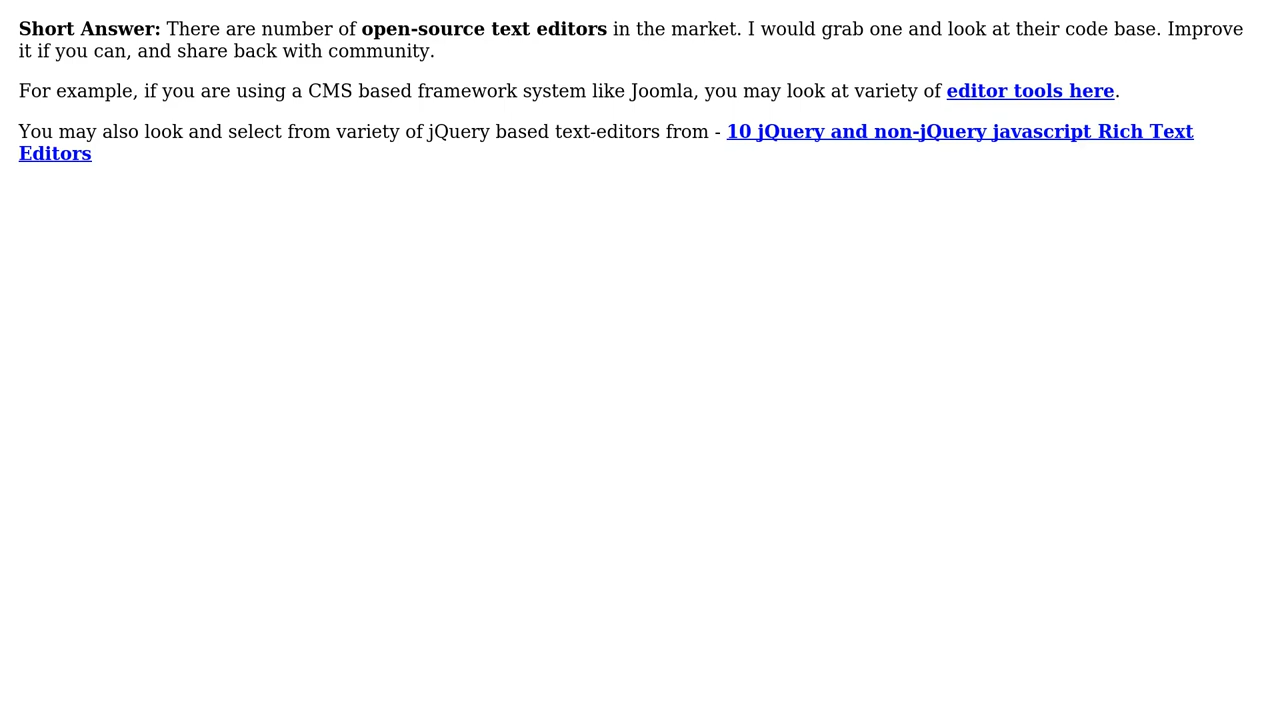 Short Answer: There are number of open-source text editors in the market. I would grab one and look at their code base. Improve
it if you can, and share back with community.
For example, if you are using a CMS based framework system like Joomla, you may look at variety of editor tools here.
You may also look and select from variety of jQuery based text-editors from - 10 jQuery and non-jQuery javascript Rich Text
Editors